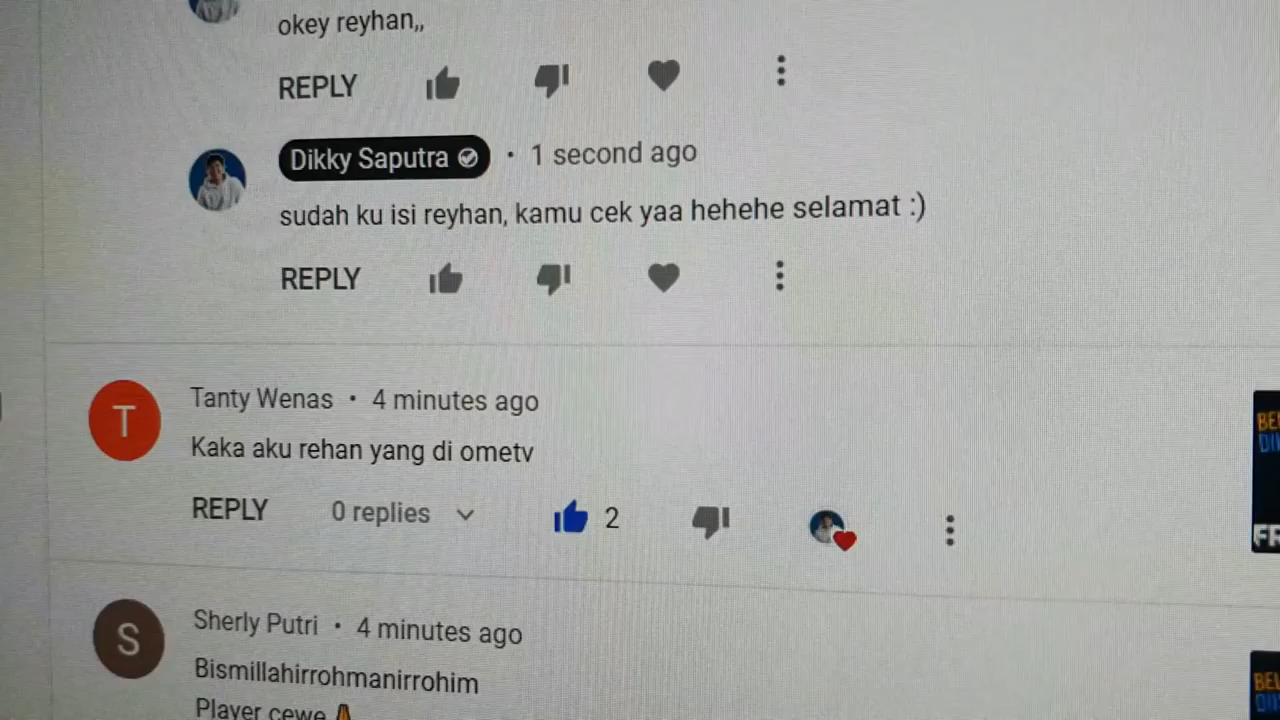 okey reyhan,,
REPLY
Dikky Saputra • 1 second ago
sudah ku isi reyhan, kamu cek yaa hehehe selamat :)
REPLY
T
Tanty Wenas • 4 minutes ago
Kaka aku rehan yang di ometv
REPLY 0 replies 2
FR
S
Sherly Putri • 4 minutes ago
Bismillahirrohmanirrohim
Player cewe 🙏